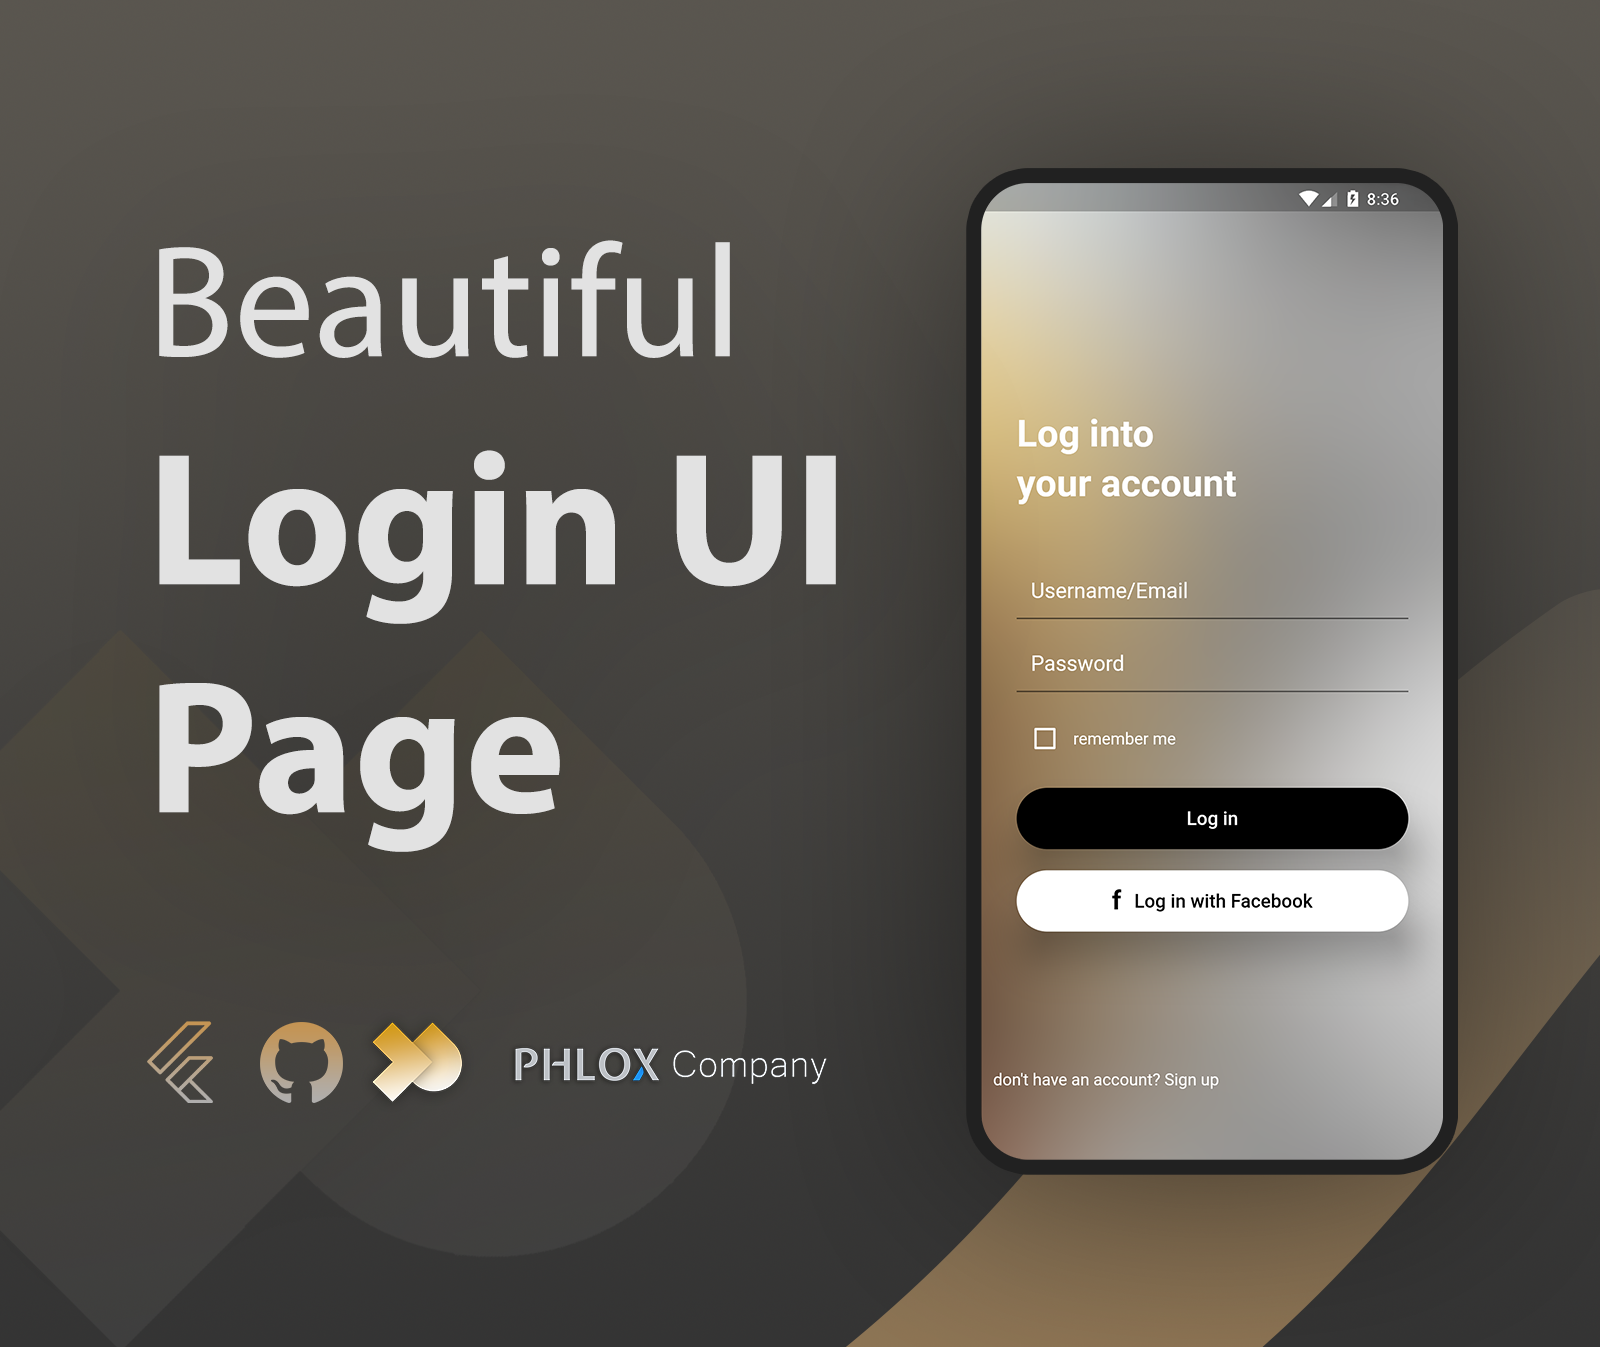 Beautiful
Login UI
Page
PHLOX Company
8:36
Log into
your account
Username/Email
Password
remember me
Log in
f Log in with Facebook
don't have an account? Sign up